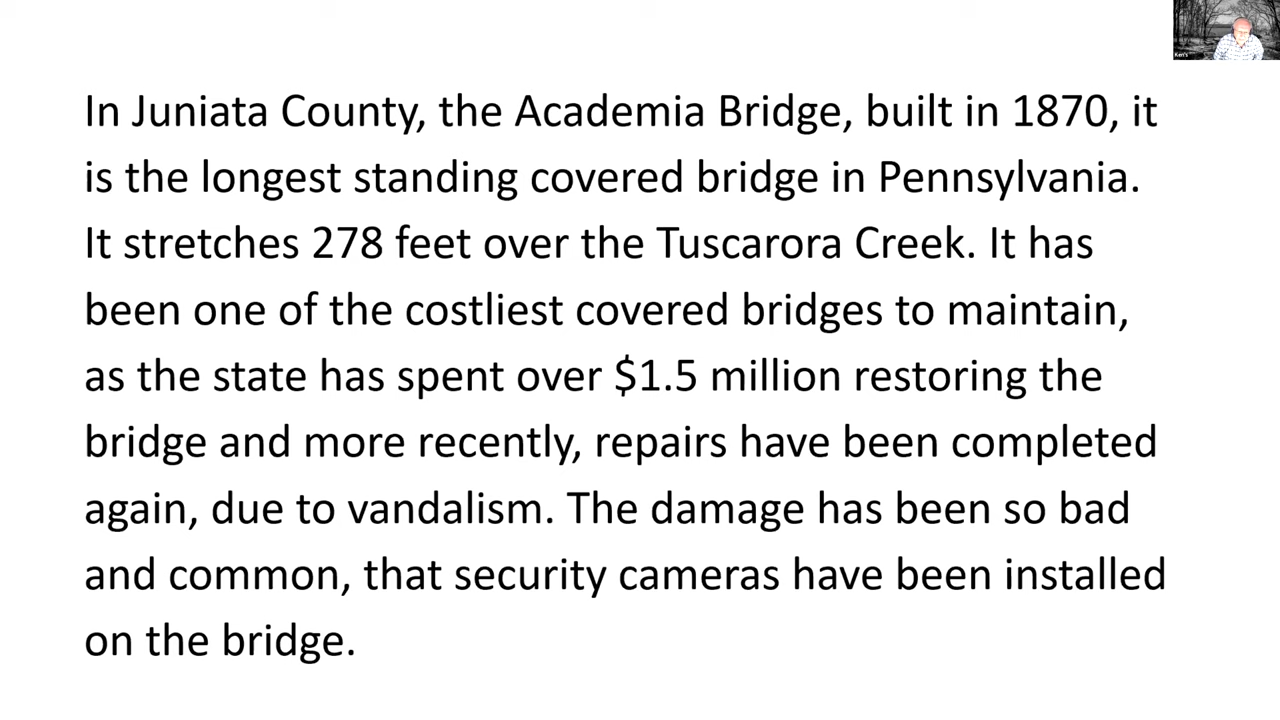 Ken's
In Juniata County, the Academia Bridge, built in 1870, it
is the longest standing covered bridge in Pennsylvania.
It stretches 278 feet over the Tuscarora Creek. It has
been one of the costliest covered bridges to maintain,
as the state has spent over $1.5 million restoring the
bridge and more recently, repairs have been completed
again, due to vandalism. The damage has been so bad
and common, that security cameras have been installed
on the bridge.